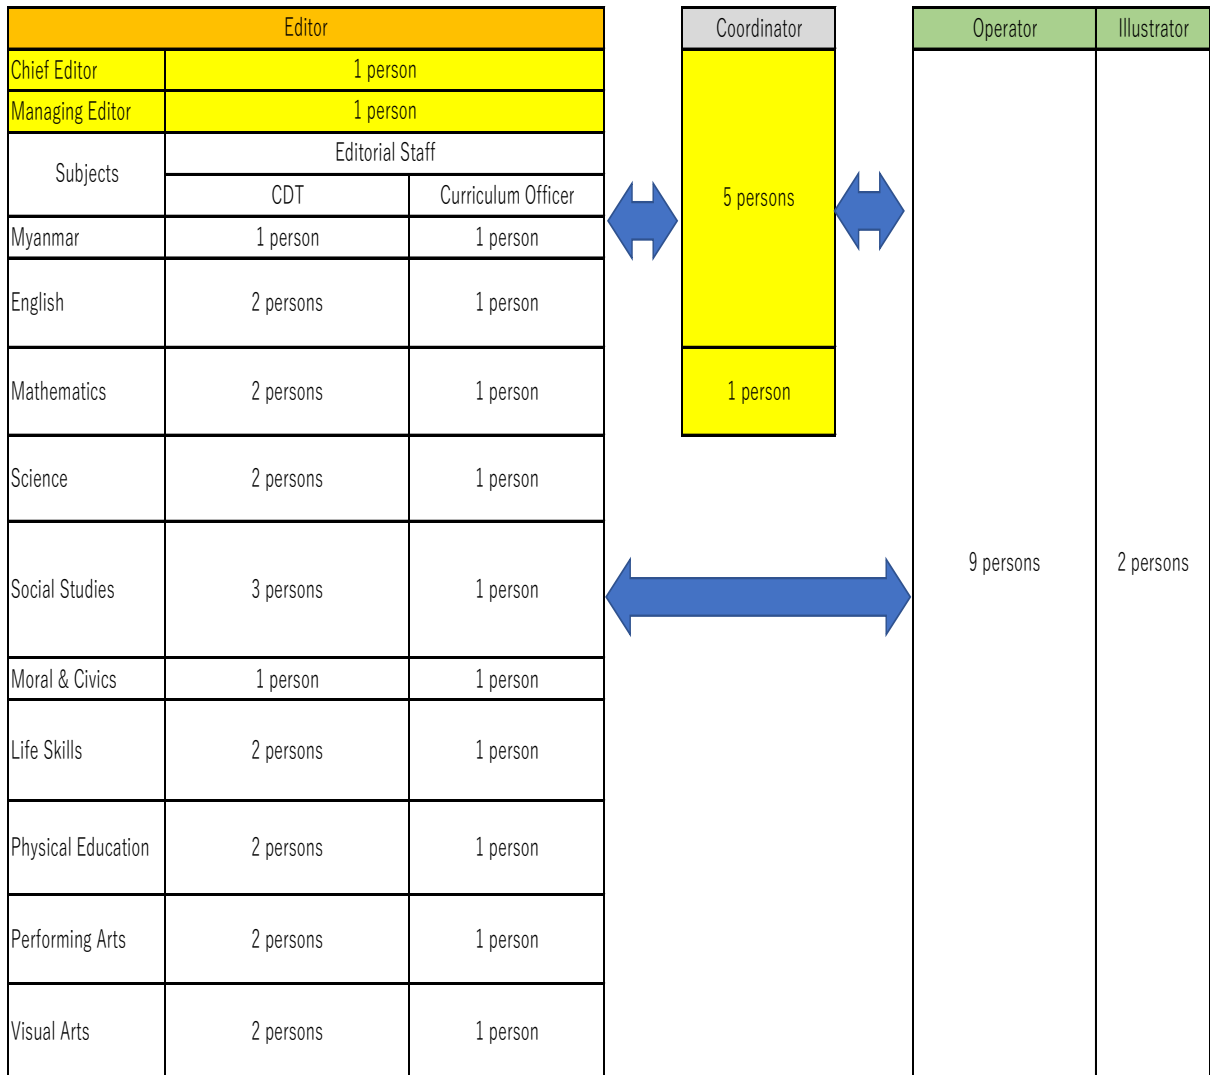 Editor
Coordinator
Operator
Illustrator
Chief Editor
1 person
Managing Editor
1 person
Subjects
Editorial Staff
CDT
Curriculum Officer
5 persons
Myanmar
1 person
1 person
English
2 persons
1 person
Mathematics
2 persons
1 person
1 person
Science
2 persons
1 person
9 persons
2 persons
Social Studies
3 persons
1 person
Moral & Civics
1 person
1 person
Life Skills
2 persons
1 person
Physical Education
2 persons
1 person
Performing Arts
2 persons
1 person
Visual Arts
2 persons
1 person